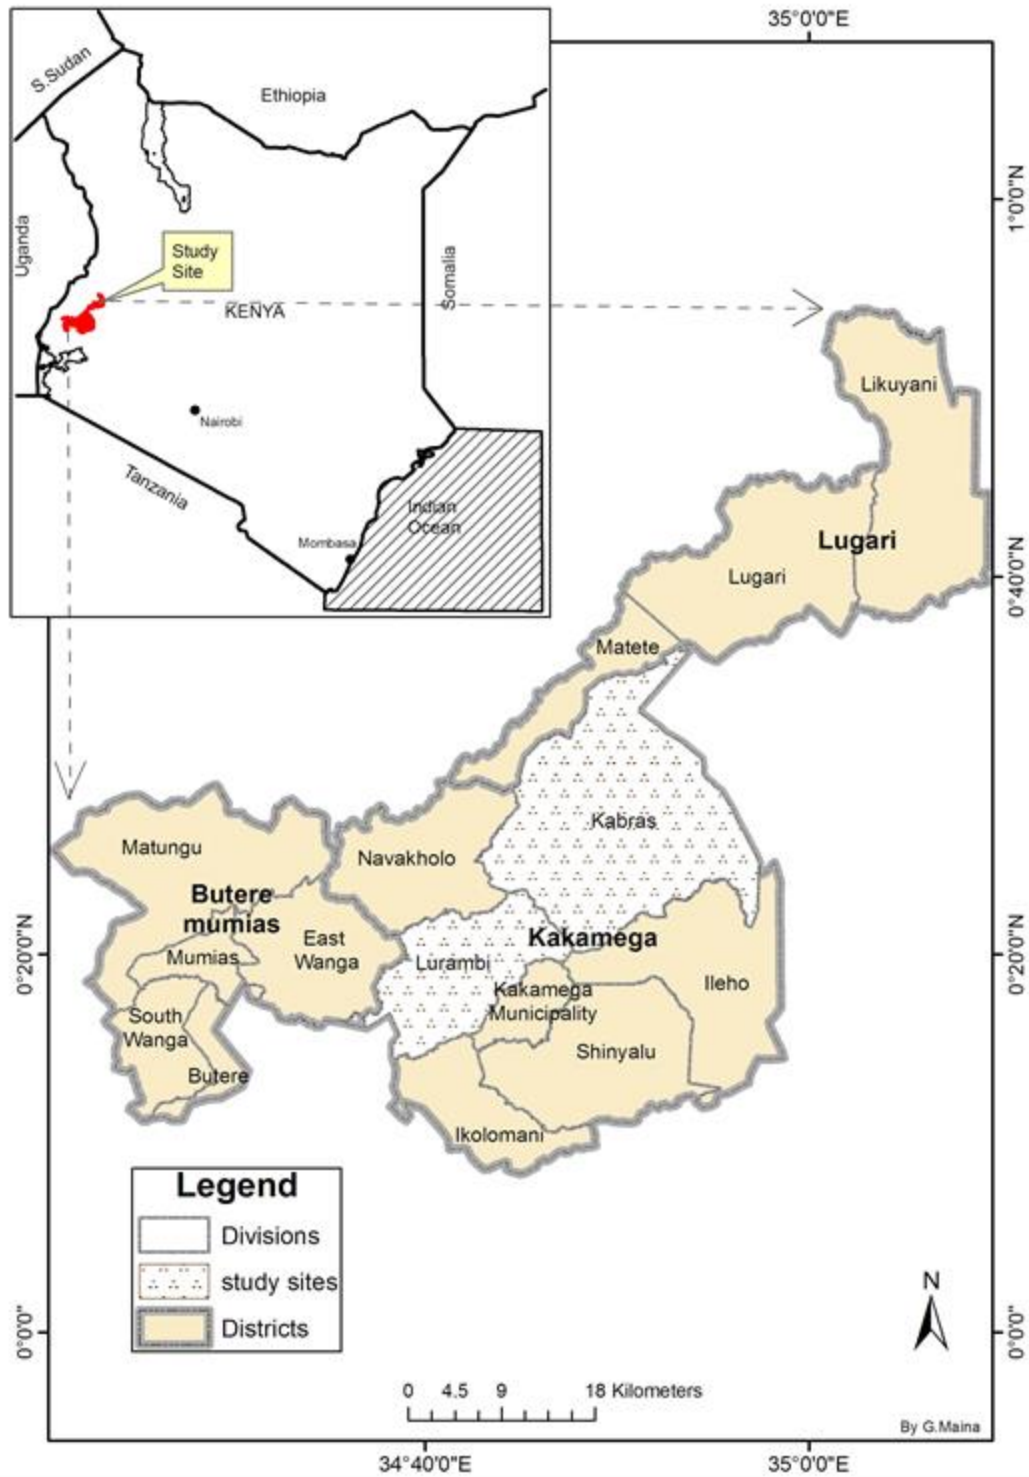 35°0'0"E
S.Sudan
Ethiopia
Uganda
Study
Site
KENYA
Somalia
Nairobi
Tanzania
Indian
Ocean
Mombasa
1°0'0"N
Likuyani
Lugari
Lugari
0°40'0"N
Matete
Kabras
Matungu
Navakholo
Butere
mumias
Kakamega
East
Wanga
Mumias
Lurambi
0°20'0"N
0°20'0"N
Ileho
Kakamega
Municipality
South
Wanga
Shinyalu
Butere
Ikolomani
Legend
Divisions
study sites
Districts
N
0°0'0"
0°0'0"
0 4.5 9 18 Kilometers
By G.Maina
34°40'0"E
35°0'0"E